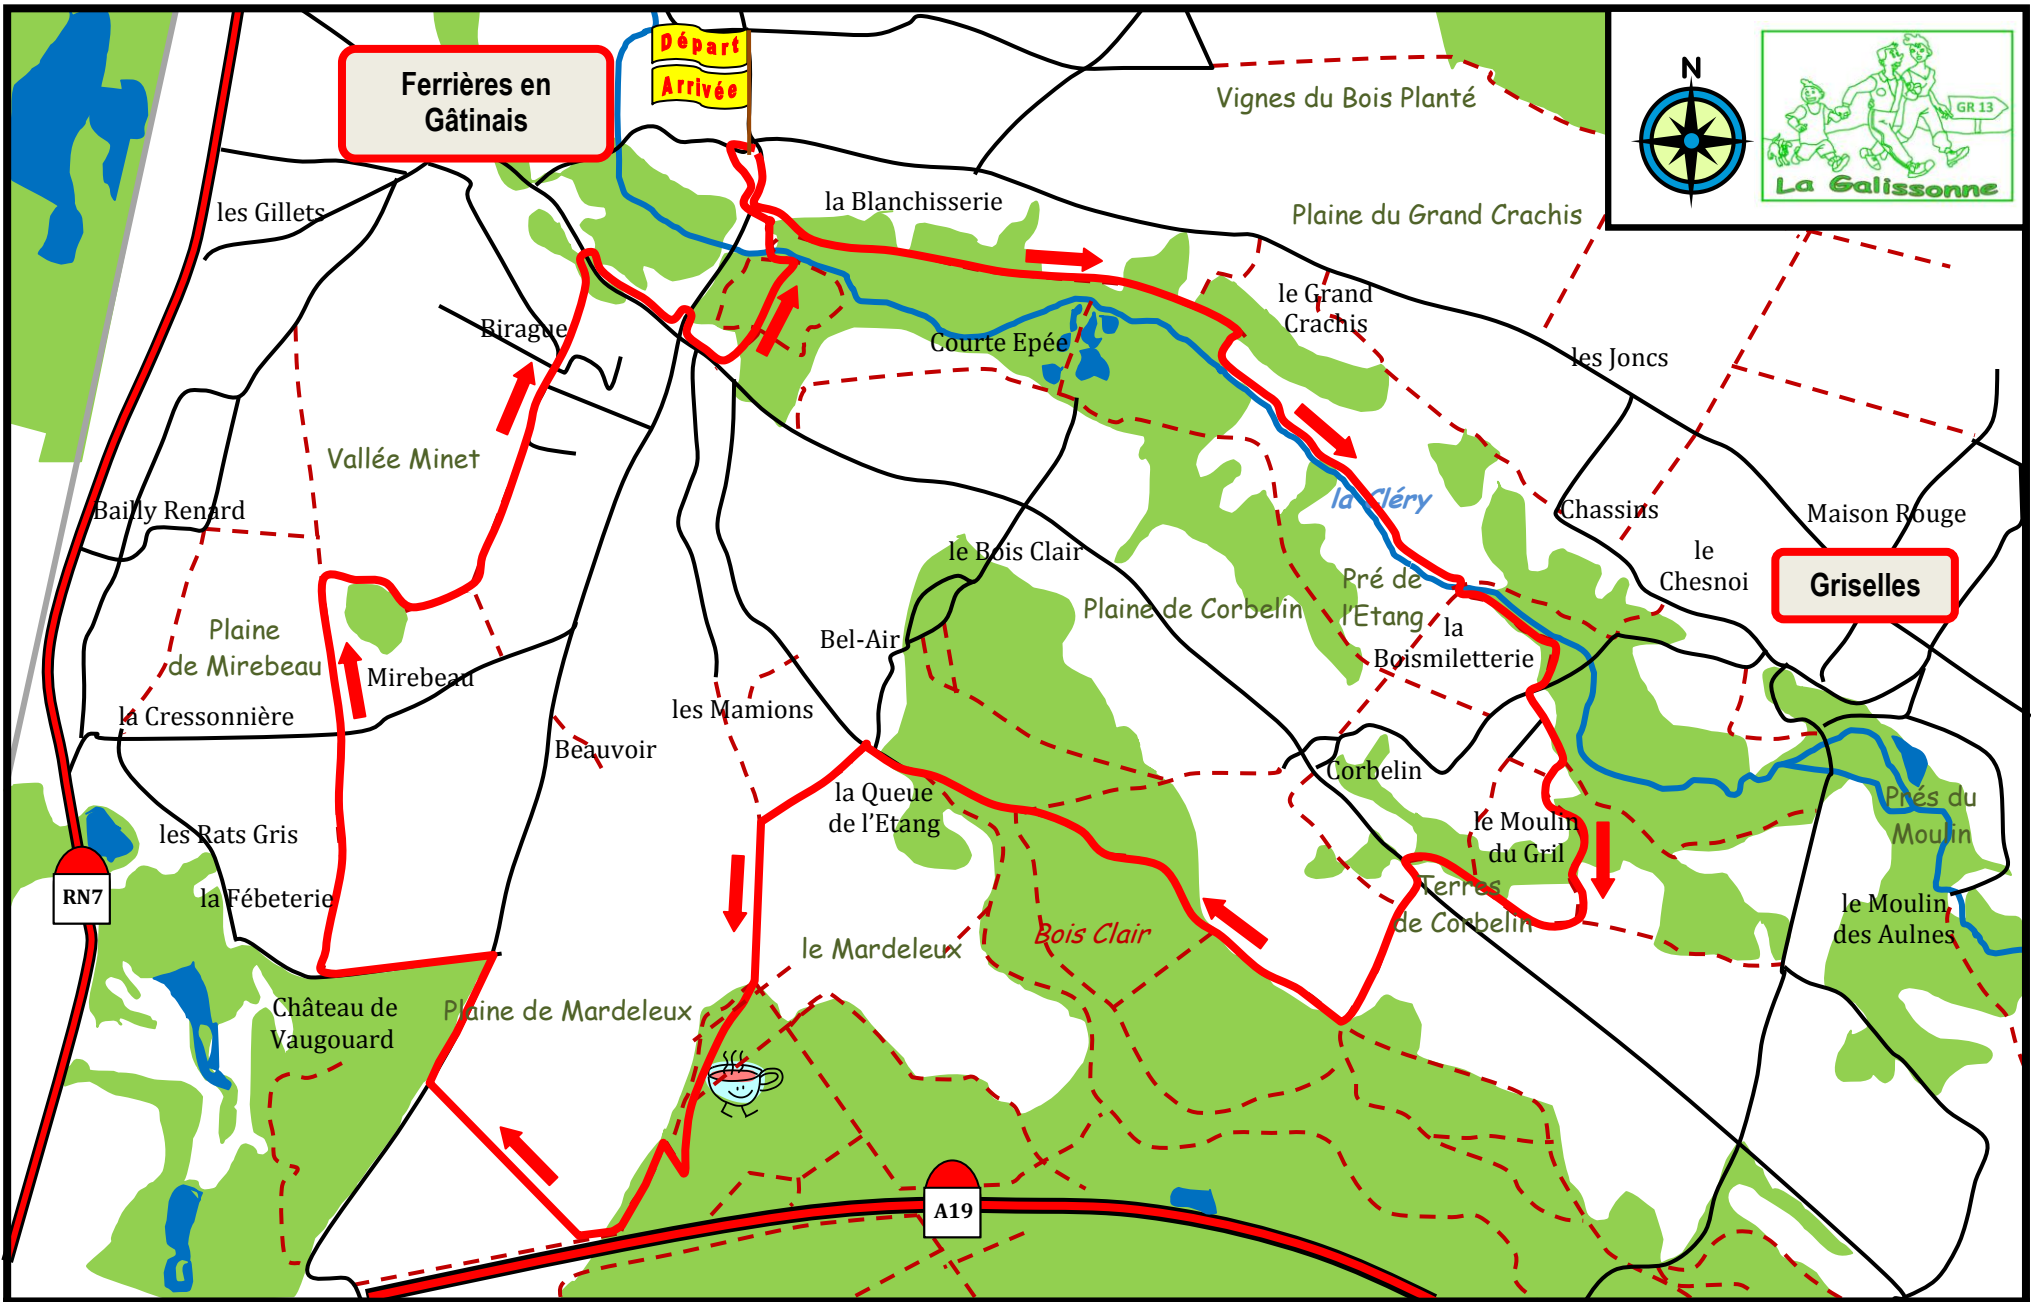 Départ
Arrivée
Ferrières en
Gâtinais
N
GR 13
La Galissonne
Vignes du Bois Planté
les Gillets
la Blanchisserie
Plaine du Grand Crachis
le Grand
Crachis
Birague
Courte Epée
les Joncs
Vallée Minet
Bailly Renard
la Cléry
Chassins
Maison Rouge
le Bois Clair
le
Chesnoi
Griselles
Pré de
l'Etang
Plaine de Corbelin
Plaine
de Mirebeau
Bel-Air
la
Boismiletterie
Mirebeau
la Cressonnière
les Mamions
Beauvoir
Corbelin
la Queue
de l'Etang
Prés du
Moulin
les Rats Gris
le Moulin
du Gril
RN7
la Fébeterie
Terres
de Corbelin
le Moulin
des Aulnes
Bois Clair
le Mardeleux
Château de
Vaugouard
Plaine de Mardeleux
A19